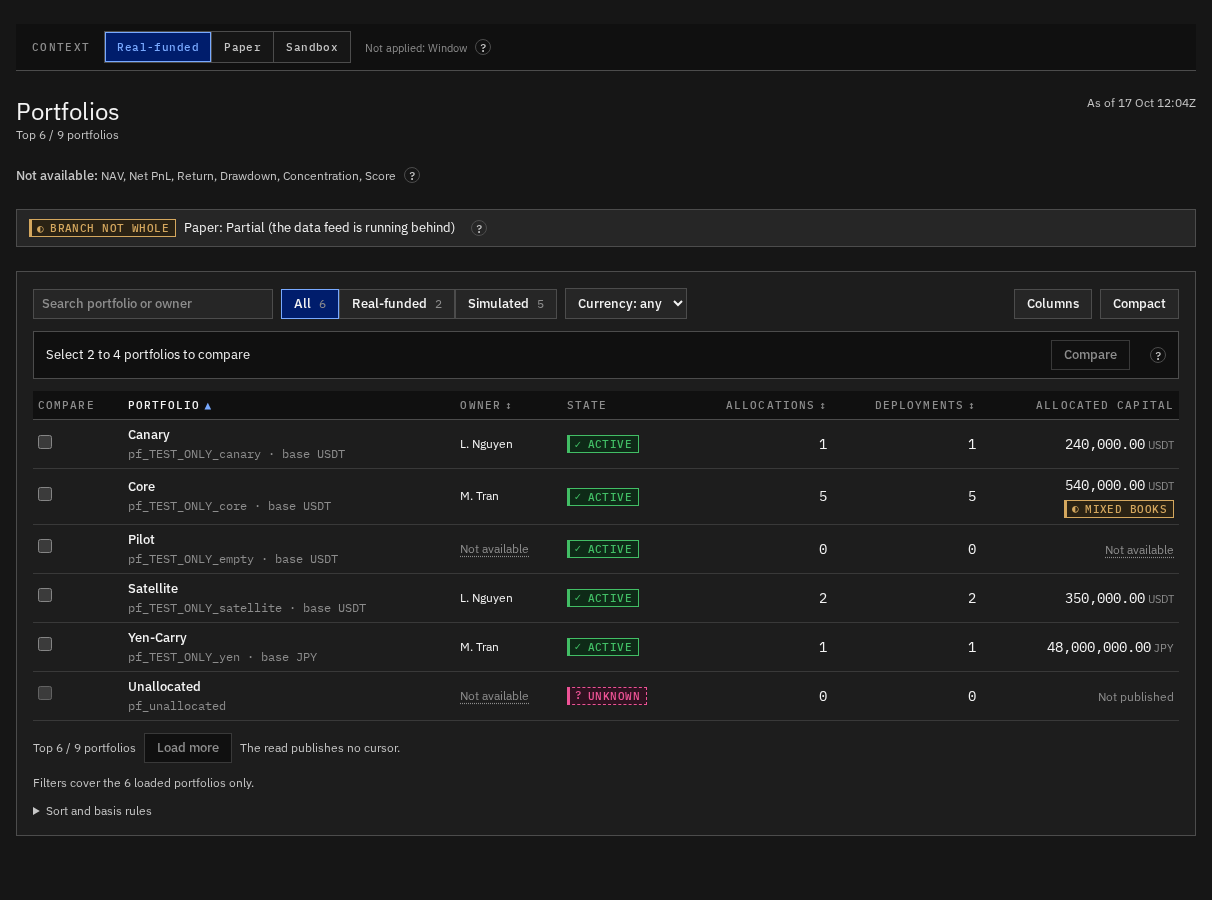 CONTEXT Real-funded Paper Sandbox Not applied: Window ?
Portfolios
As of 17 Oct 12:04Z
Top 6 / 9 portfolios
Not available: NAV, Net PnL, Return, Drawdown, Concentration, Score ?
◐ BRANCH NOT WHOLE Paper: Partial (the data feed is running behind) ?
Search portfolio or owner All 6 Real-funded 2 Simulated 5 Currency: any Columns Compact
Select 2 to 4 portfolios to compare Compare ?
COMPARE PORTFOLIO ▲ OWNER ↕ STATE ALLOCATIONS ↕ DEPLOYMENTS ↕ ALLOCATED CAPITAL
Canary
pf_TEST_ONLY_canary · base USDT
L. Nguyen ✓ ACTIVE 1 1 240,000.00 USDT
Core
pf_TEST_ONLY_core · base USDT
M. Tran ✓ ACTIVE 5 5 540,000.00 USDT
◐ MIXED BOOKS
Pilot
pf_TEST_ONLY_empty · base USDT
Not available ✓ ACTIVE 0 0 Not available
Satellite
pf_TEST_ONLY_satellite · base USDT
L. Nguyen ✓ ACTIVE 2 2 350,000.00 USDT
Yen-Carry
pf_TEST_ONLY_yen · base JPY
M. Tran ✓ ACTIVE 1 1 48,000,000.00 JPY
Unallocated
pf_unallocated
Not available ? UNKNOWN 0 0 Not published
Top 6 / 9 portfolios Load more The read publishes no cursor.
Filters cover the 6 loaded portfolios only.
▶ Sort and basis rules